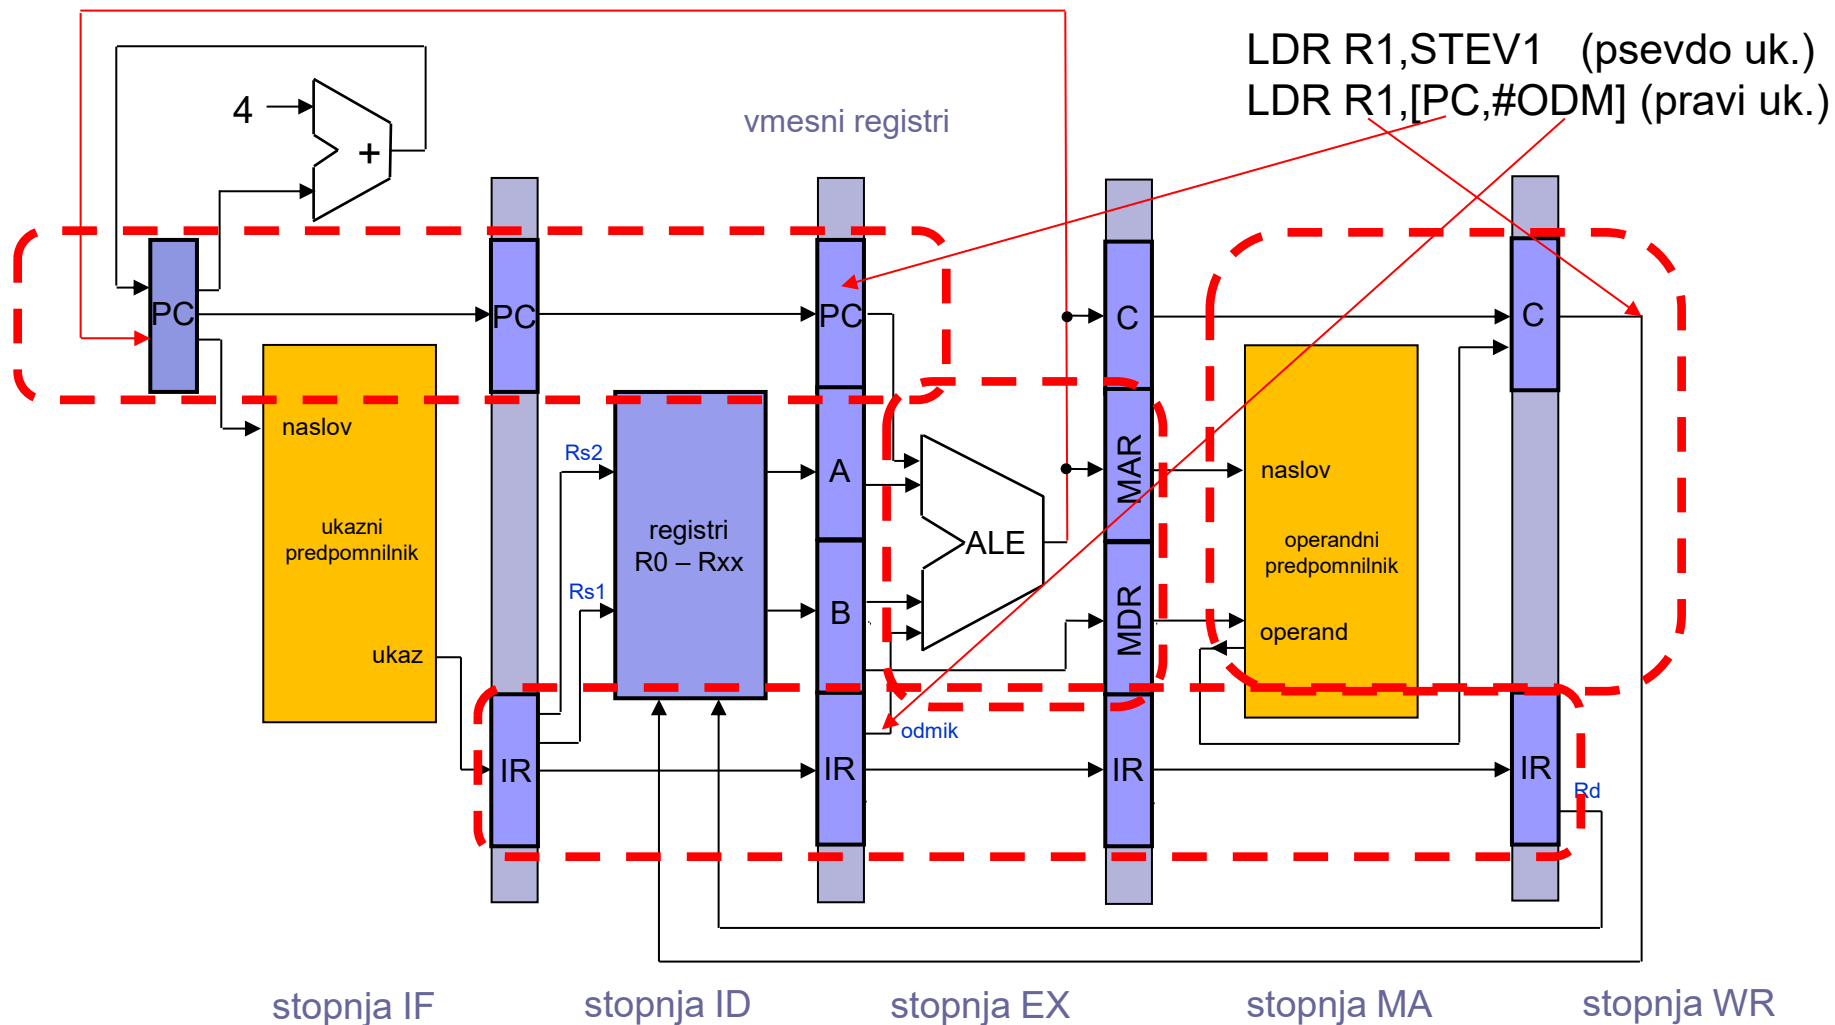 LDR R1,STEV1 (psevdo uk.)
LDR R1,[PC,#ODM] (pravi uk.)
4
+
vmesni registri
PC
PC
PC
C
C
naslov
ukazni
predpomnilnik
ukaz
Rs2
Rs1
registri
R0 – Rxx
A
B
ALE
MAR
MDR
naslov
operandni
predpomnilnik
operand
odmik
IR
IR
IR
IR
Rd
stopnja IF
stopnja ID
stopnja EX
stopnja MA
stopnja WR